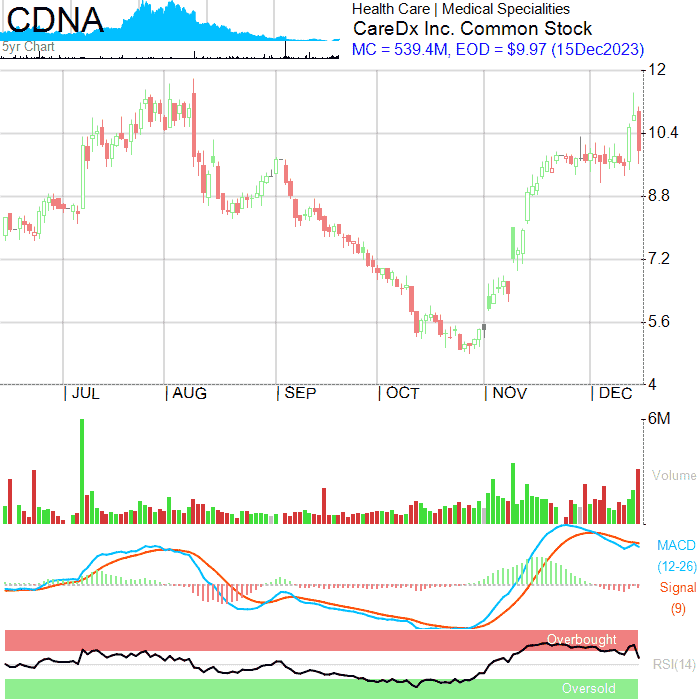 CDNA
5yr Chart
Health Care | Medical Specialities
CareDx Inc. Common Stock
MC = 539.4M, EOD = $9.97 (15Dec2023)
12
10.4
8.8
7.2
5.6
4
| JUL | AUG | SEP | OCT | NOV | DEC
6M
Volume
MACD
(12-26)
Signal
(9)
Overbought
RSI(14)
Oversold